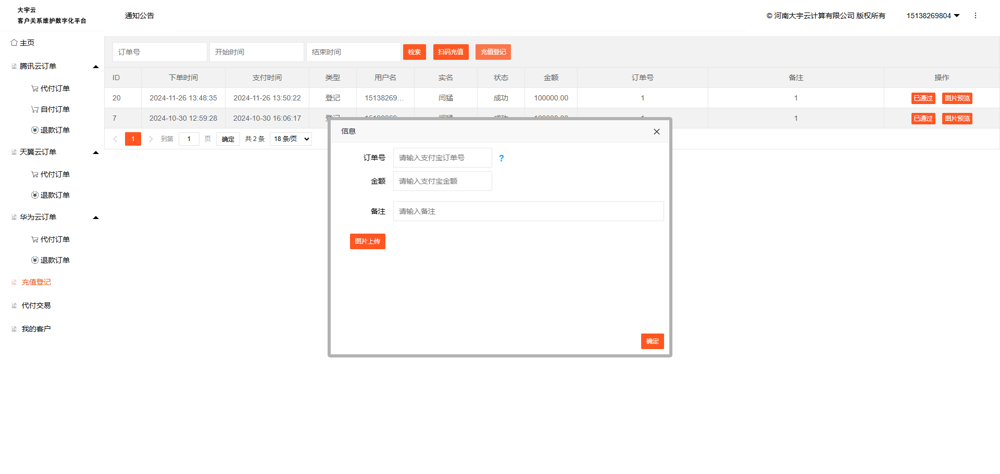 大宇云
客户关系维护数字化平台
通知公告
© 河南大宇云计算有限公司 版权所有
15138269804
主页
腾讯云订单
代付订单
自付订单
退款订单
天翼云订单
代付订单
退款订单
华为云订单
代付订单
退款订单
充值登记
代付交易
我的客户
订单号 开始时间 结束时间 检索 扫码充值 充值登记
ID 下单时间 支付时间 类型 用户名 实名 状态 金额 订单号 备注 操作
20 2024-11-26 13:48:35 2024-11-26 13:50:22 登记 15138269... 闫猛 成功 100000.00 1 1 已通过 图片预览
7 2024-10-30 12:59:28 2024-10-30 16:06:17 1 已通过 图片预览
1 到第 1 页 确定 共 2 条 18 条/页
信息
订单号 请输入支付宝订单号 ?
金额 请输入支付宝金额
备注 请输入备注
图片上传
确定